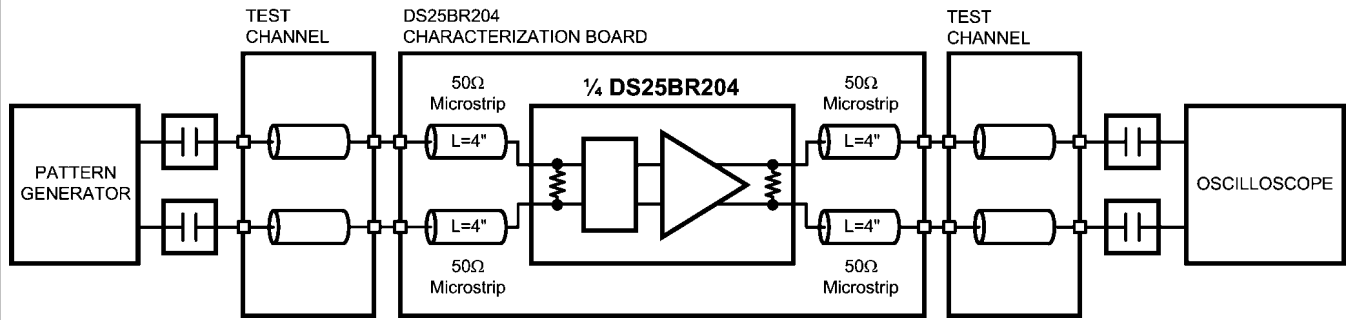 TEST
CHANNEL
DS25BR204
CHARACTERIZATION BOARD
TEST
CHANNEL
50Ω
Microstrip
¼ DS25BR204
50Ω
Microstrip
L=4"
L=4"
PATTERN
GENERATOR
OSCILLOSCOPE
L=4"
L=4"
50Ω
Microstrip
50Ω
Microstrip